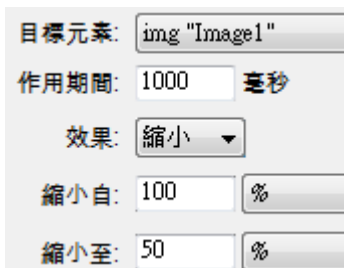 目標元素: img "Image1"
作用期間: 1000 毫秒
效果: 縮小
縮小自: 100 %
縮小至: 50 %